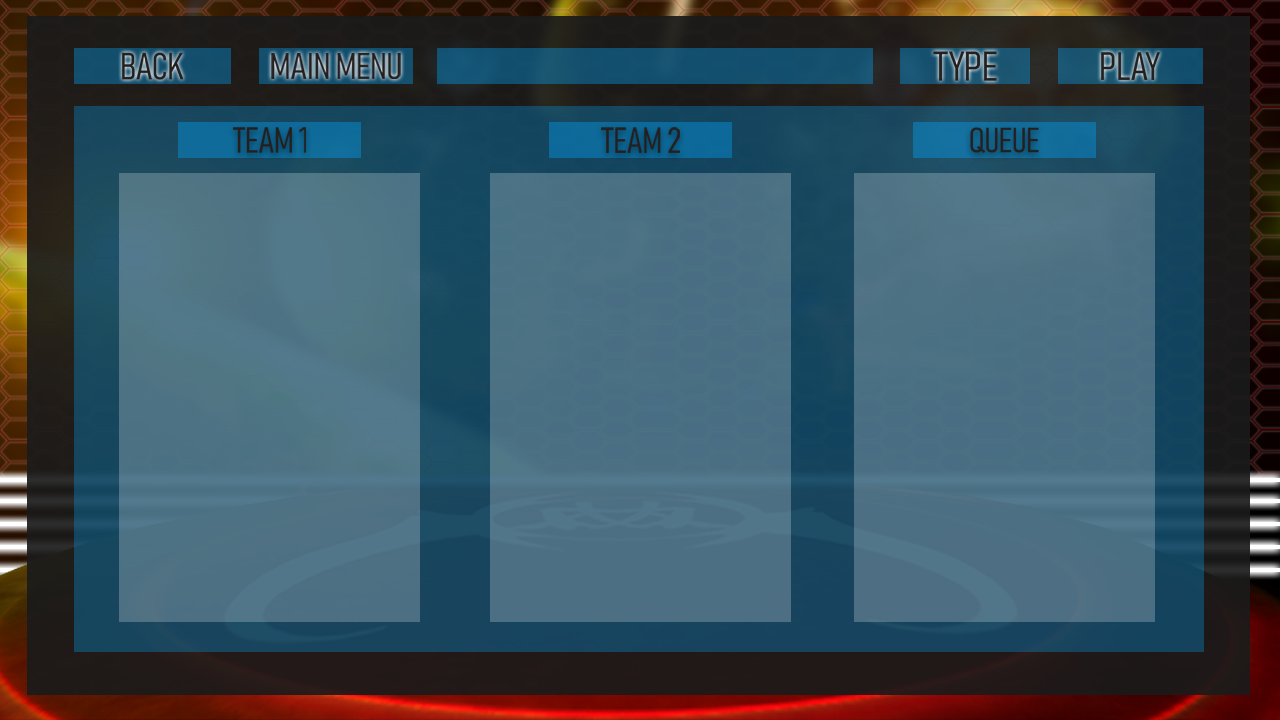 BACK
MAIN MENU
TYPE
PLAY
TEAM 1
TEAM 2
QUEUE